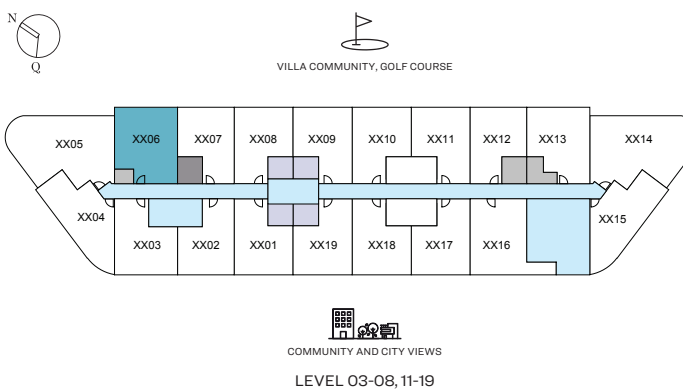 N
Q
VILLA COMMUNITY, GOLF COURSE
XX05
XX06
XX07
XX08
XX09
XX10
XX11
XX12
XX13
XX14
XX04
XX03
XX02
XX01
XX19
XX18
XX17
XX16
XX15
COMMUNITY AND CITY VIEWS
LEVEL 03-08, 11-19